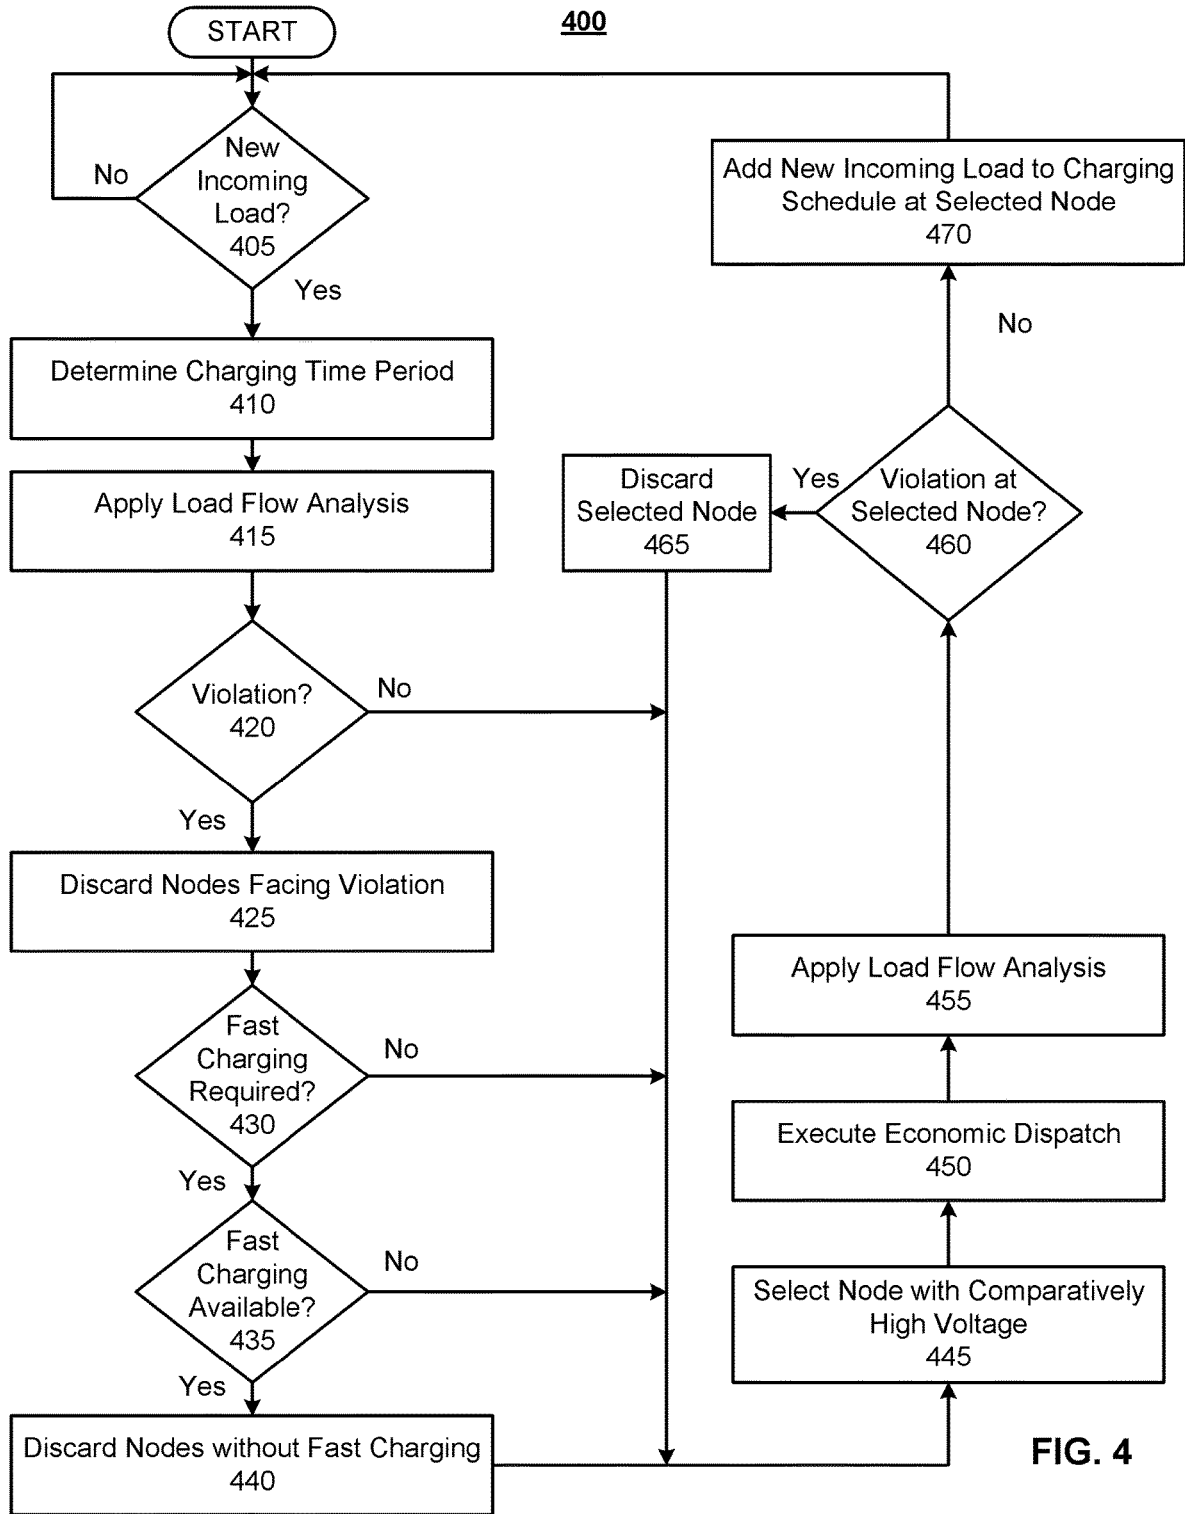 400
START
New
Incoming
Load?
405
No
Yes
Determine Charging Time Period
410
Apply Load Flow Analysis
415
Violation?
420
No
Yes
Discard Nodes Facing Violation
425
Fast
Charging
Required?
430
No
Yes
Fast
Charging
Available?
435
No
Yes
Discard Nodes without Fast Charging
440
Add New Incoming Load to Charging
Schedule at Selected Node
470
No
Discard
Selected Node
465
Yes
Violation at
Selected Node?
460
Apply Load Flow Analysis
455
Execute Economic Dispatch
450
Select Node with Comparatively
High Voltage
445
FIG. 4